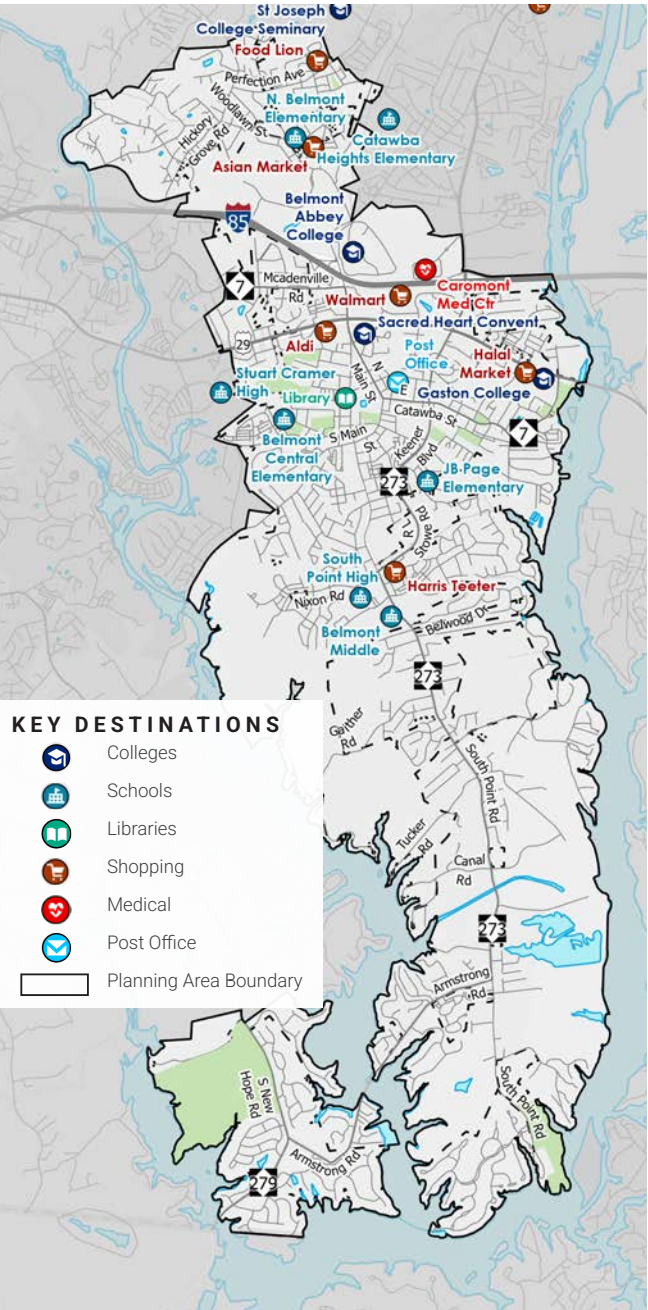 St Joseph
College Seminary
Food Lion
Perfection Ave
Woodlawn St
N. Belmont
Elementary
Hickory
Grove Rd
Catawba
Heights Elementary
Asian Market
Belmont
Abbey
College
85
7
Mcadenville
Rd
Walmart
Caromont
Med Ctr
Sacred Heart Convent
29
Aldi
Post
Office
Halal
Market
Stuart Cramer
High
Library
Main St
N
E
Gaston College
Catawba St
7
Belmont
Central
Elementary
S Main
St
Keener
Blvd
273
JB Page
Elementary
R
Stowe Rd
South
Point High
Harris Teeter
Nixon Rd
Belmont
Middle
Belwood Dr
273
KEY DESTINATIONS
Colleges
Schools
Libraries
Shopping
Medical
Post Office
Planning Area Boundary
Gaither
Rd
South Point Rd
Tucker
Rd
Canal
Rd
273
Armstrong
Rd
S New
Hope Rd
South Point Rd
Armstrong Rd
279